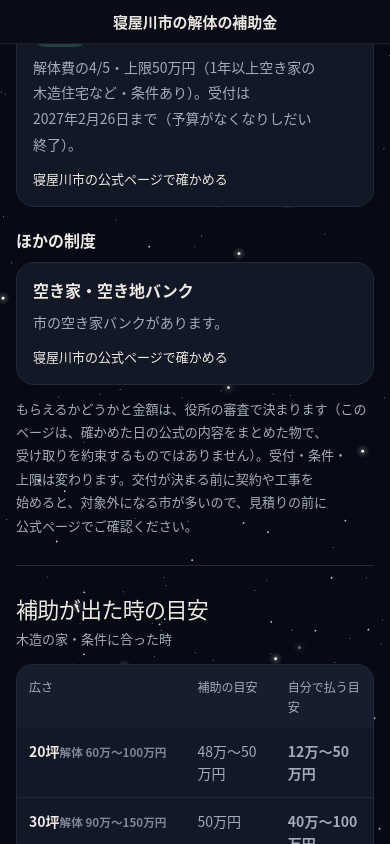 寝屋川市の解体の補助金
解体費の4/5・上限50万円（1年以上空き家の
木造住宅など・条件あり）。受付は
2027年2月26日まで（予算がなくなりしだい
終了）。
寝屋川市の公式ページで確かめる
ほかの制度
空き家・空き地バンク
市の空き家バンクがあります。
寝屋川市の公式ページで確かめる
もらえるかどうかと金額は、役所の審査で決まります（この
ページは、確かめた日の公式の内容をまとめた物で、
受け取りを約束するものではありません）。受付・条件・
上限は変わります。交付が決まる前に契約や工事を
始めると、対象外になる市が多いので、見積りの前に
公式ページでご確認ください。
補助が出た時の目安
木造の家・条件に合った時
広さ 補助の目安 自分で払う目
安
20坪解体 60万〜100万円 48万〜50 12万〜50
万円 万円
30坪解体 90万〜150万円 50万円 40万〜100
万円